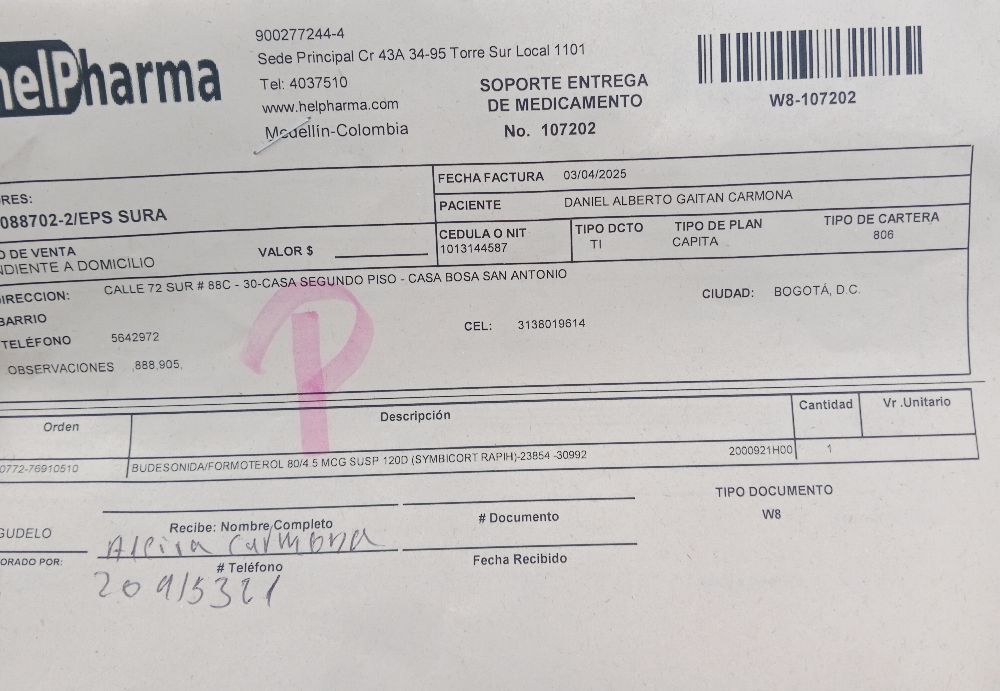 helPharma
900277244-4
Sede Principal Cr 43A 34-95 Torre Sur Local 1101
Tel: 4037510
www.helpharma.com
Medellín-Colombia
SOPORTE ENTREGA
DE MEDICAMENTO
No. 107202
W8-107202
RES:
088702-2/EPS SURA
FECHA FACTURA 03/04/2025
PACIENTE DANIEL ALBERTO GAITAN CARMONA
O DE VENTA VALOR $
NDIENTE A DOMICILIO
CEDULA O NIT TIPO DCTO TIPO DE PLAN TIPO DE CARTERA
1013144587 TI CAPITA 806
DIRECCION: CALLE 72 SUR # 88C - 30-CASA SEGUNDO PISO - CASA BOSA SAN ANTONIO
CIUDAD: BOGOTÁ, D.C.
BARRIO
TELÉFONO 5642972 CEL: 3138019614
OBSERVACIONES ,888,905,
P
Orden Descripción Cantidad Vr .Unitario
0772-76910510 BUDESONIDA/FORMOTEROL 80/4.5 MCG SUSP 120D (SYMBICORT RAPIH)-23854 -30992 2000921H00 1
TIPO DOCUMENTO
W8
GUDELO Recibe: Nombre Completo # Documento
Carmona
ORADO POR: # Teléfono Fecha Recibido
20915321